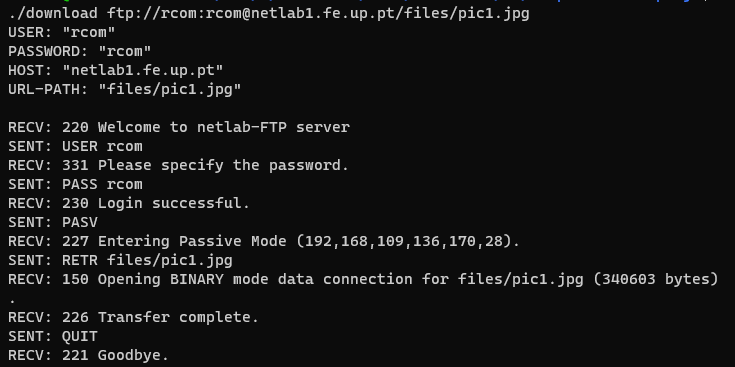 ./download ftp://rcom:rcom@netlab1.fe.up.pt/files/pic1.jpg
USER: "rcom"
PASSWORD: "rcom"
HOST: "netlab1.fe.up.pt"
URL-PATH: "files/pic1.jpg"

RECV: 220 Welcome to netlab-FTP server
SENT: USER rcom
RECV: 331 Please specify the password.
SENT: PASS rcom
RECV: 230 Login successful.
SENT: PASV
RECV: 227 Entering Passive Mode (192,168,109,136,170,28).
SENT: RETR files/pic1.jpg
RECV: 150 Opening BINARY mode data connection for files/pic1.jpg (340603 bytes)
.
RECV: 226 Transfer complete.
SENT: QUIT
RECV: 221 Goodbye.